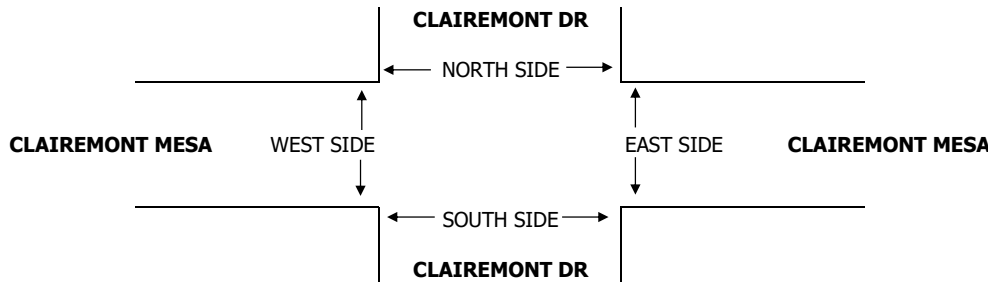 CLAIREMONT DR
NORTH SIDE
CLAIREMONT MESA WEST SIDE EAST SIDE CLAIREMONT MESA
SOUTH SIDE
CLAIREMONT DR